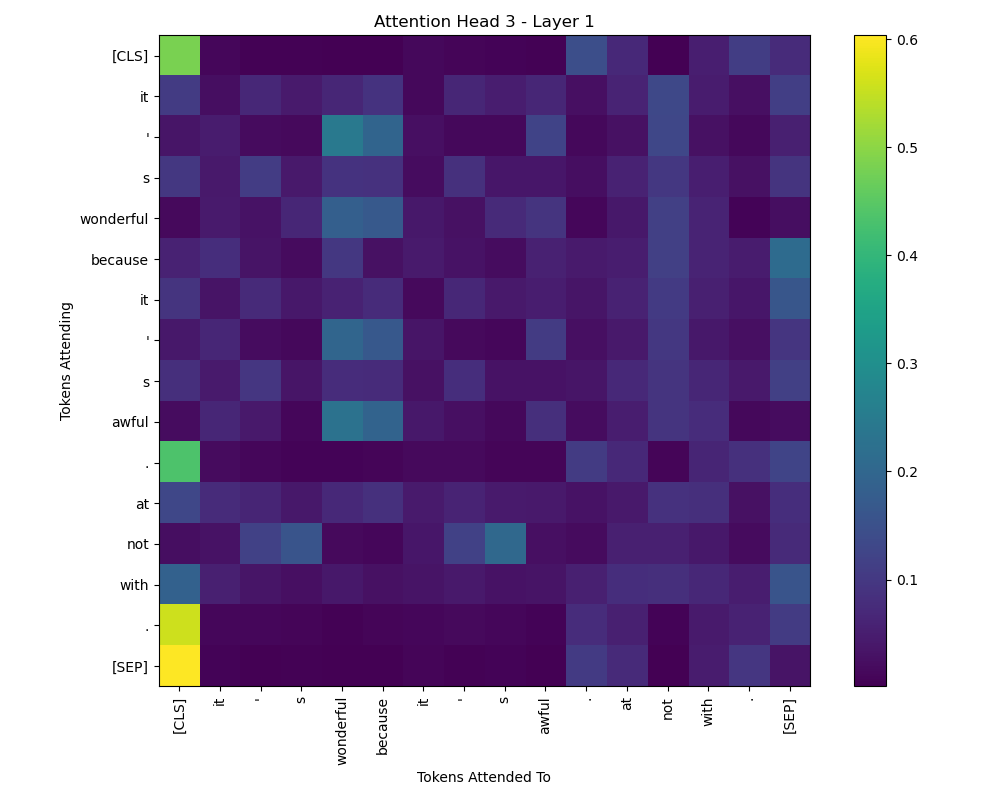 Attention Head 3 - Layer 1
[CLS]
it
'
s
wonderful
because
it
'
s
awful
.
at
not
with
.
[SEP]
Tokens Attending
[CLS]
it
'
s
wonderful
because
it
'
s
awful
.
at
not
with
.
[SEP]
Tokens Attended To
0.6
0.5
0.4
0.3
0.2
0.1